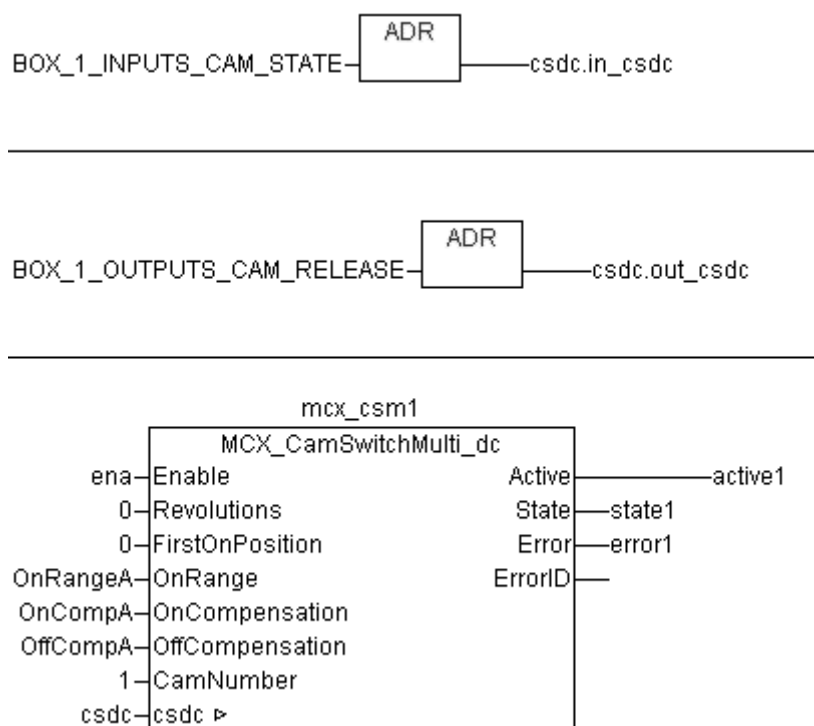 ADR
BOX_1_INPUTS_CAM_STATE csdc.in_csdc
ADR
BOX_1_OUTPUTS_CAM_RELEASE csdc.out_csdc
mcx_csm1
MCX_CamSwitchMulti_dc
ena Enable Active active1
0 Revolutions State state1
0 FirstOnPosition Error error1
OnRangeA OnRange ErrorID
OnCompA OnCompensation
OffCompA OffCompensation
1 CamNumber
csdc csdc ▷